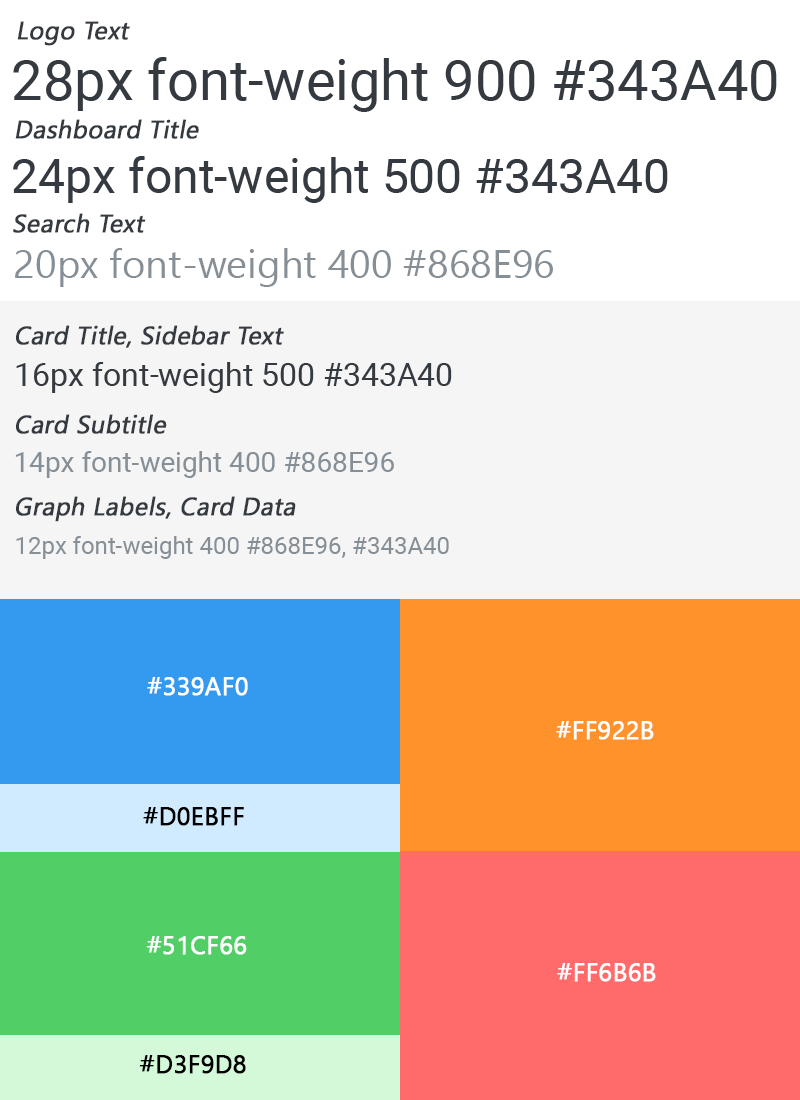 Logo Text
28px font-weight 900 #343A40
Dashboard Title
24px font-weight 500 #343A40
Search Text
20px font-weight 400 #868E96
Card Title, Sidebar Text
16px font-weight 500 #343A40
Card Subtitle
14px font-weight 400 #868E96
Graph Labels, Card Data
12px font-weight 400 #868E96, #343A40
#339AF0
#FF922B
#D0EBFF
#51CF66
#FF6B6B
#D3F9D8